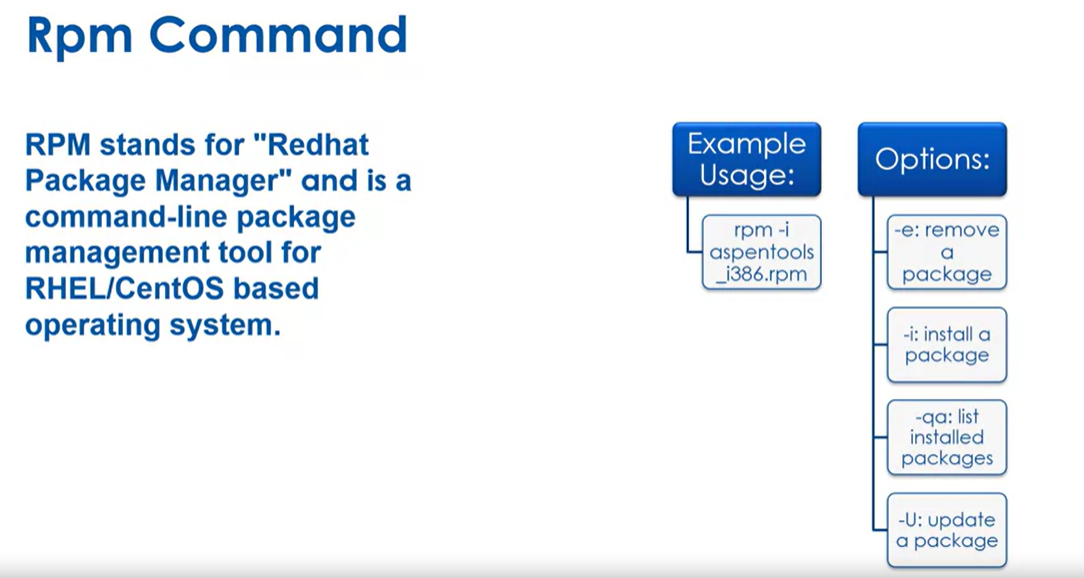 Rpm Command
RPM stands for "Redhat
Package Manager" and is a
command-line package
management tool for
RHEL/CentOS based
operating system.
Example
Usage:
rpm -i
aspentools
_i386.rpm
Options:
-e: remove
a
package
-i: install a
package
-qa: list
installed
packages
-U: update
a package